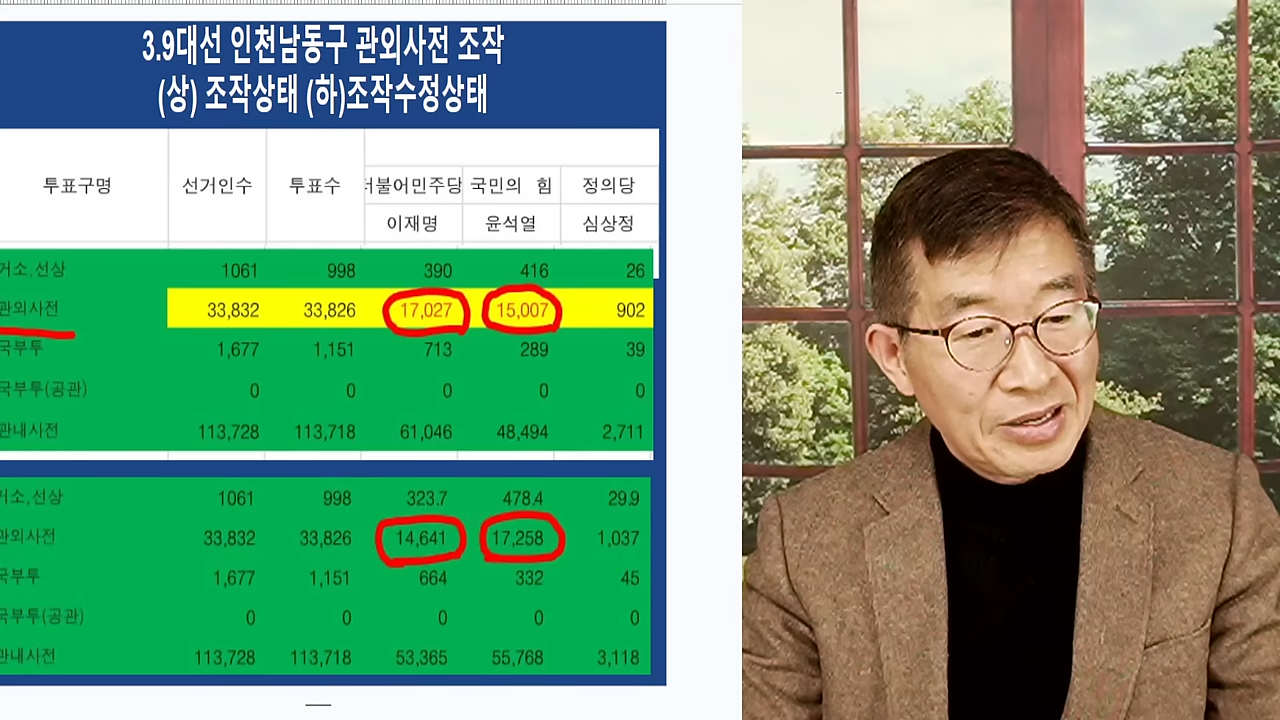 3.9대선 인천남동구 관외사전 조작
(상) 조작상태 (하)조작수정상태
투표구명 선거인수 투표수 더불어민주당 국민의 힘 정의당
이재명 윤석열 심상정
거소,선상 1061 998 390 416 26
관외사전 33,832 33,826 17,027 15,007 902
국부투 1,677 1,151 713 289 39
국부투(공관) 0 0 0 0 0
관내사전 113,728 113,718 61,046 48,494 2,711
거소,선상 1061 998 323.7 478.4 29.9
관외사전 33,832 33,826 14,641 17,258 1,037
국부투 1,677 1,151 664 332 45
국부투(공관) 0 0 0 0 0
관내사전 113,728 113,718 53,365 55,768 3,118